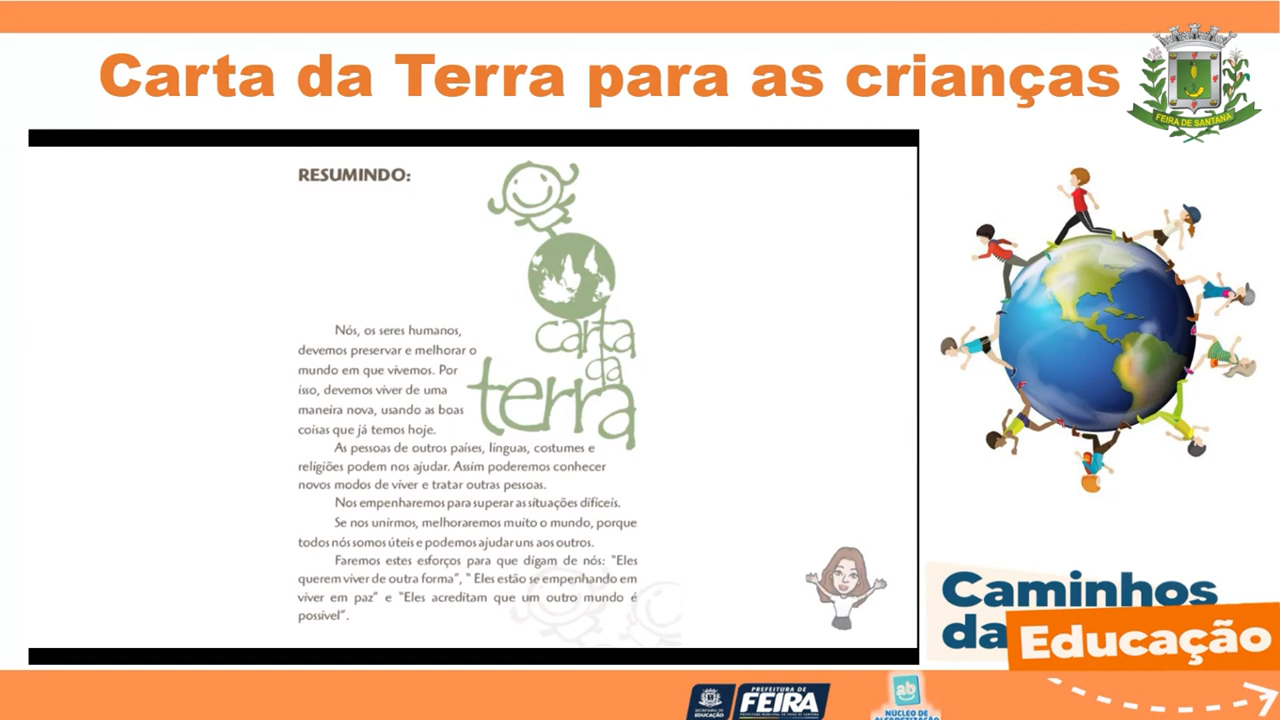 Carta da Terra para as crianças
FEIRA DE SANTANA
RESUMINDO:
carta
da
terra
Nós, os seres humanos,
devemos preservar e melhorar o
mundo em que vivemos. Por
isso, devemos viver de uma
maneira nova, usando as boas
coisas que já temos hoje.
As pessoas de outros países, línguas, costumes e
religiões podem nos ajudar. Assim poderemos conhecer
novos modos de viver e tratar outras pessoas.
Nos empenharemos para superar as situações difíceis.
Se nos unirmos, melhoraremos muito o mundo, porque
todos nós somos úteis e podemos ajudar uns aos outros.
Faremos estes esforços para que digam de nós: "Eles
querem viver de outra forma", " Eles estão se empenhando em
viver em paz" e "Eles acreditam que um outro mundo é
possível".
Caminhos
da Educação
SECRETARIA DE
EDUCAÇÃO
PREFEITURA DE
FEIRA
ab
NÚCLEO DE
ALFABETIZAÇÃO